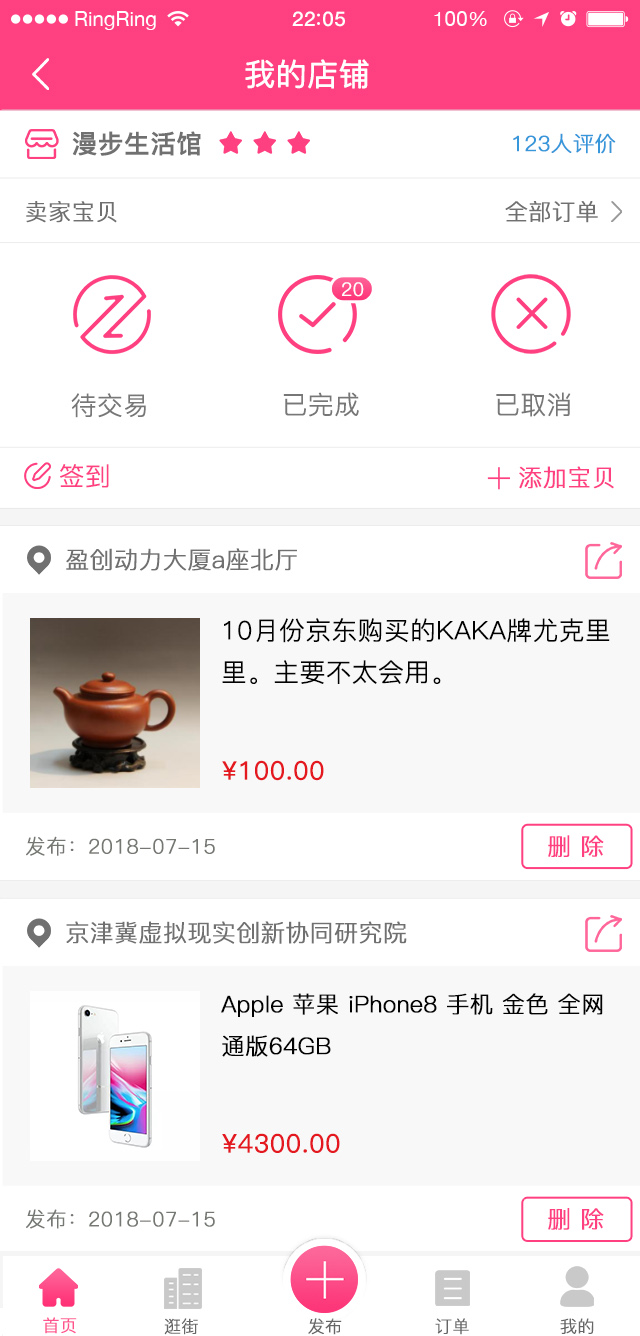 RingRing 22:05 100%
我的店铺
漫步生活馆 123人评价
卖家宝贝 全部订单
20
待交易 已完成 已取消
签到 添加宝贝
盈创动力大厦a座北厅
10月份京东购买的KAKA牌尤克里
里。主要不太会用。
¥100.00
发布：2018-07-15 删 除
京津冀虚拟现实创新协同研究院
Apple 苹果 iPhone8 手机 金色 全网
通版64GB
¥4300.00
发布：2018-07-15 删 除
首页 逛街 发布 订单 我的